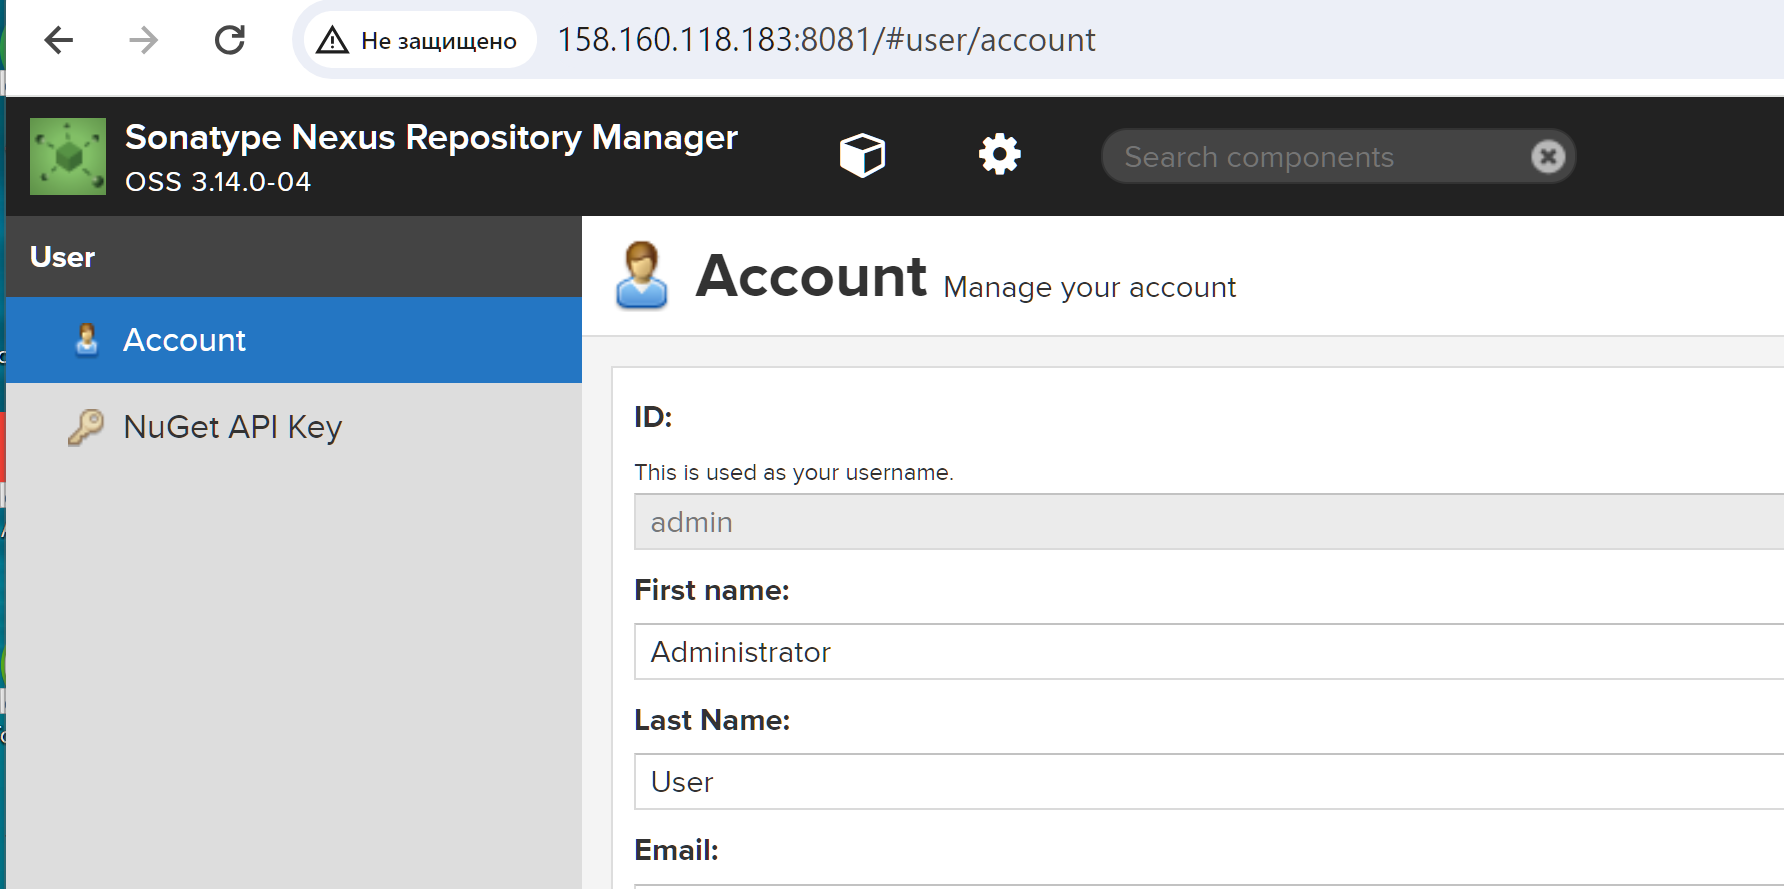 Не защищено 158.160.118.183:8081/#user/account
Sonatype Nexus Repository Manager
OSS 3.14.0-04
Search components
User
Account
NuGet API Key
Account Manage your account
ID:
This is used as your username.
admin
First name:
Administrator
Last Name:
User
Email: